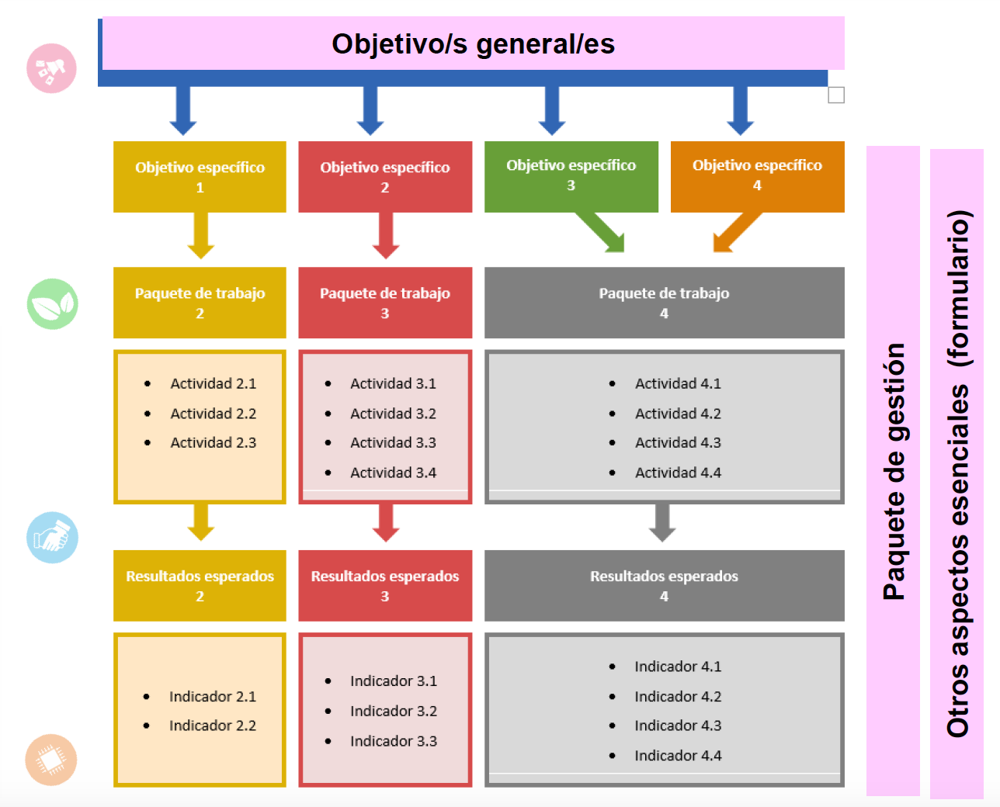 Objetivo/s general/es
Objetivo específico
1
Objetivo específico
2
Objetivo específico
3
Objetivo específico
4
Paquete de trabajo
2
Paquete de trabajo
3
Paquete de trabajo
4
• Actividad 2.1
• Actividad 2.2
• Actividad 2.3
• Actividad 3.1
• Actividad 3.2
• Actividad 3.3
• Actividad 3.4
• Actividad 4.1
• Actividad 4.2
• Actividad 4.3
• Actividad 4.4
Resultados esperados
2
Resultados esperados
3
Resultados esperados
4
• Indicador 2.1
• Indicador 2.2
• Indicador 3.1
• Indicador 3.2
• Indicador 3.3
• Indicador 4.1
• Indicador 4.2
• Indicador 4.3
• Indicador 4.4
Paquete de gestión
Otros aspectos esenciales (formulario)